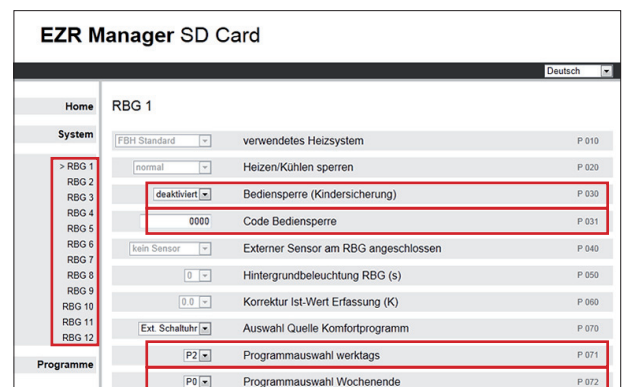 EZR Manager SD Card
Deutsch
Home
RBG 1
System
FBH Standard verwendetes Heizsystem P 010
> RBG 1
normal Heizen/Kühlen sperren P 020
RBG 2
RBG 3
deaktiviert Bediensperre (Kindersicherung) P 030
RBG 4
0000 Code Bediensperre P 031
RBG 5
RBG 6
kein Sensor Externer Sensor am RBG angeschlossen P 040
RBG 7
RBG 8
0 Hintergrundbeleuchtung RBG (s) P 050
RBG 9
RBG 10
0.0 Korrektur Ist-Wert Erfassung (K) P 060
RBG 11
Ext. Schaltuhr Auswahl Quelle Komfortprogramm P 070
RBG 12
P2 Programmauswahl werktags P 071
Programme
P0 Programmauswahl Wochenende P 072